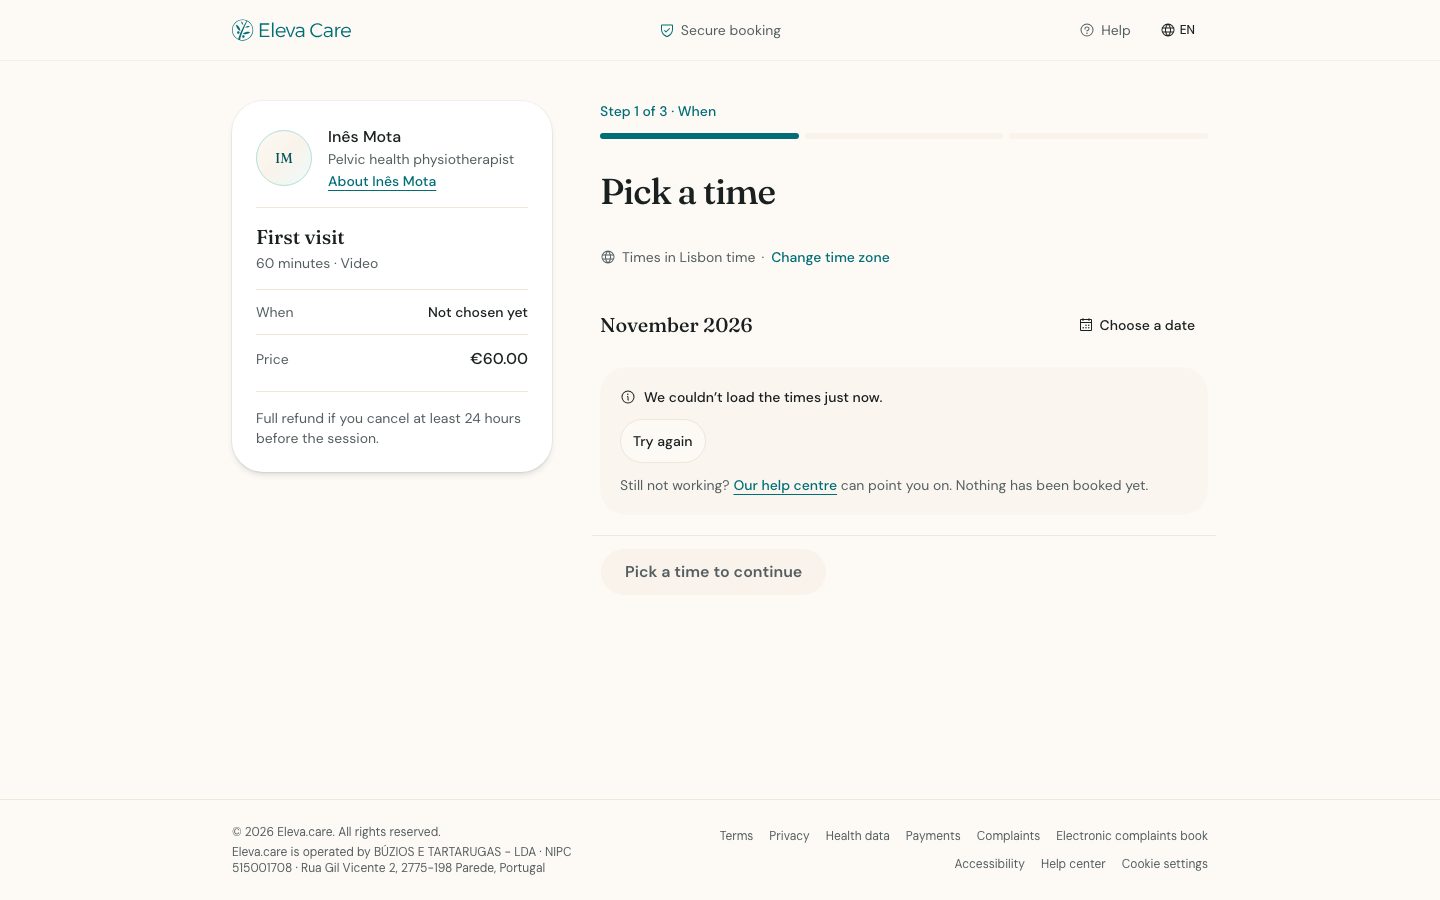 Eleva Care
Secure booking
Help
EN
IM
Inês Mota
Pelvic health physiotherapist
About Inês Mota
First visit
60 minutes · Video
When
Not chosen yet
Price
€60.00
Full refund if you cancel at least 24 hours
before the session.
Step 1 of 3 · When
Pick a time
Times in Lisbon time · Change time zone
November 2026
Choose a date
We couldn’t load the times just now.
Try again
Still not working? Our help centre can point you on. Nothing has been booked yet.
Pick a time to continue
© 2026 Eleva.care. All rights reserved.
Eleva.care is operated by BÚZIOS E TARTARUGAS - LDA · NIPC
515001708 · Rua Gil Vicente 2, 2775-198 Parede, Portugal
Terms Privacy Health data Payments Complaints Electronic complaints book
Accessibility Help center Cookie settings